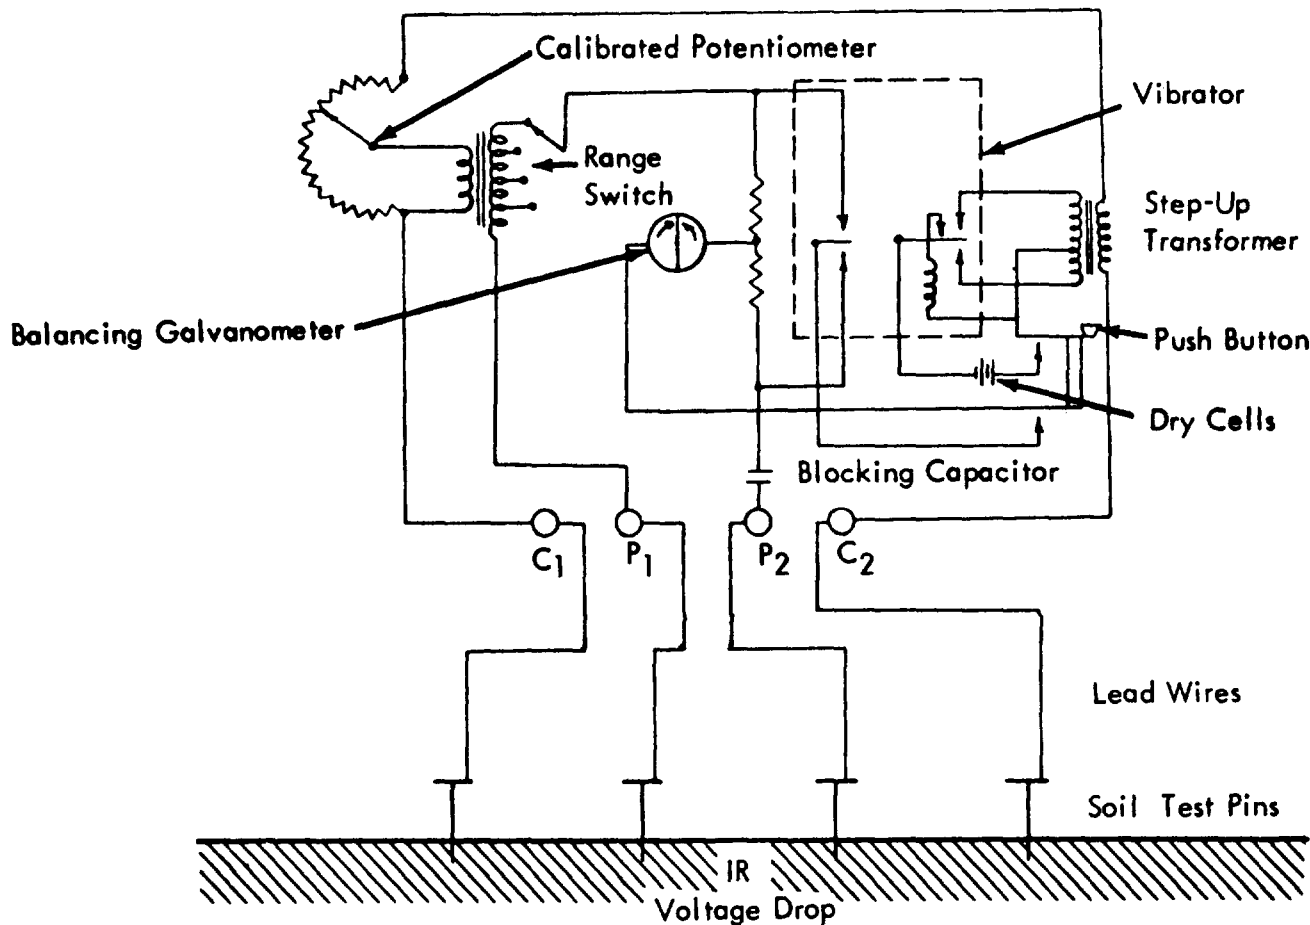 Calibrated Potentiometer
Vibrator
Range
Switch
Step-Up
Transformer
Balancing Galvanometer
Push Button
Dry Cells
Blocking Capacitor
C1
P1
P2
C2
Lead Wires
Soil Test Pins
IR
Voltage Drop